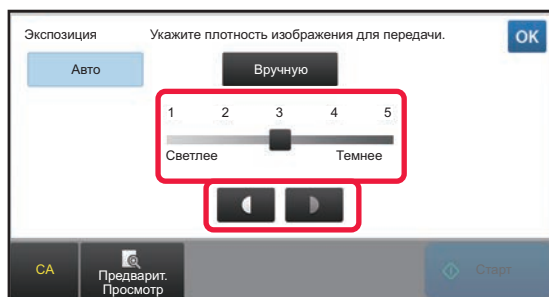 Экспозиция Укажите плотность изображения для передачи. OK
Авто Вручную
1 2 3 4 5
Светлее Темнее
CA Предварит. Просмотр Старт